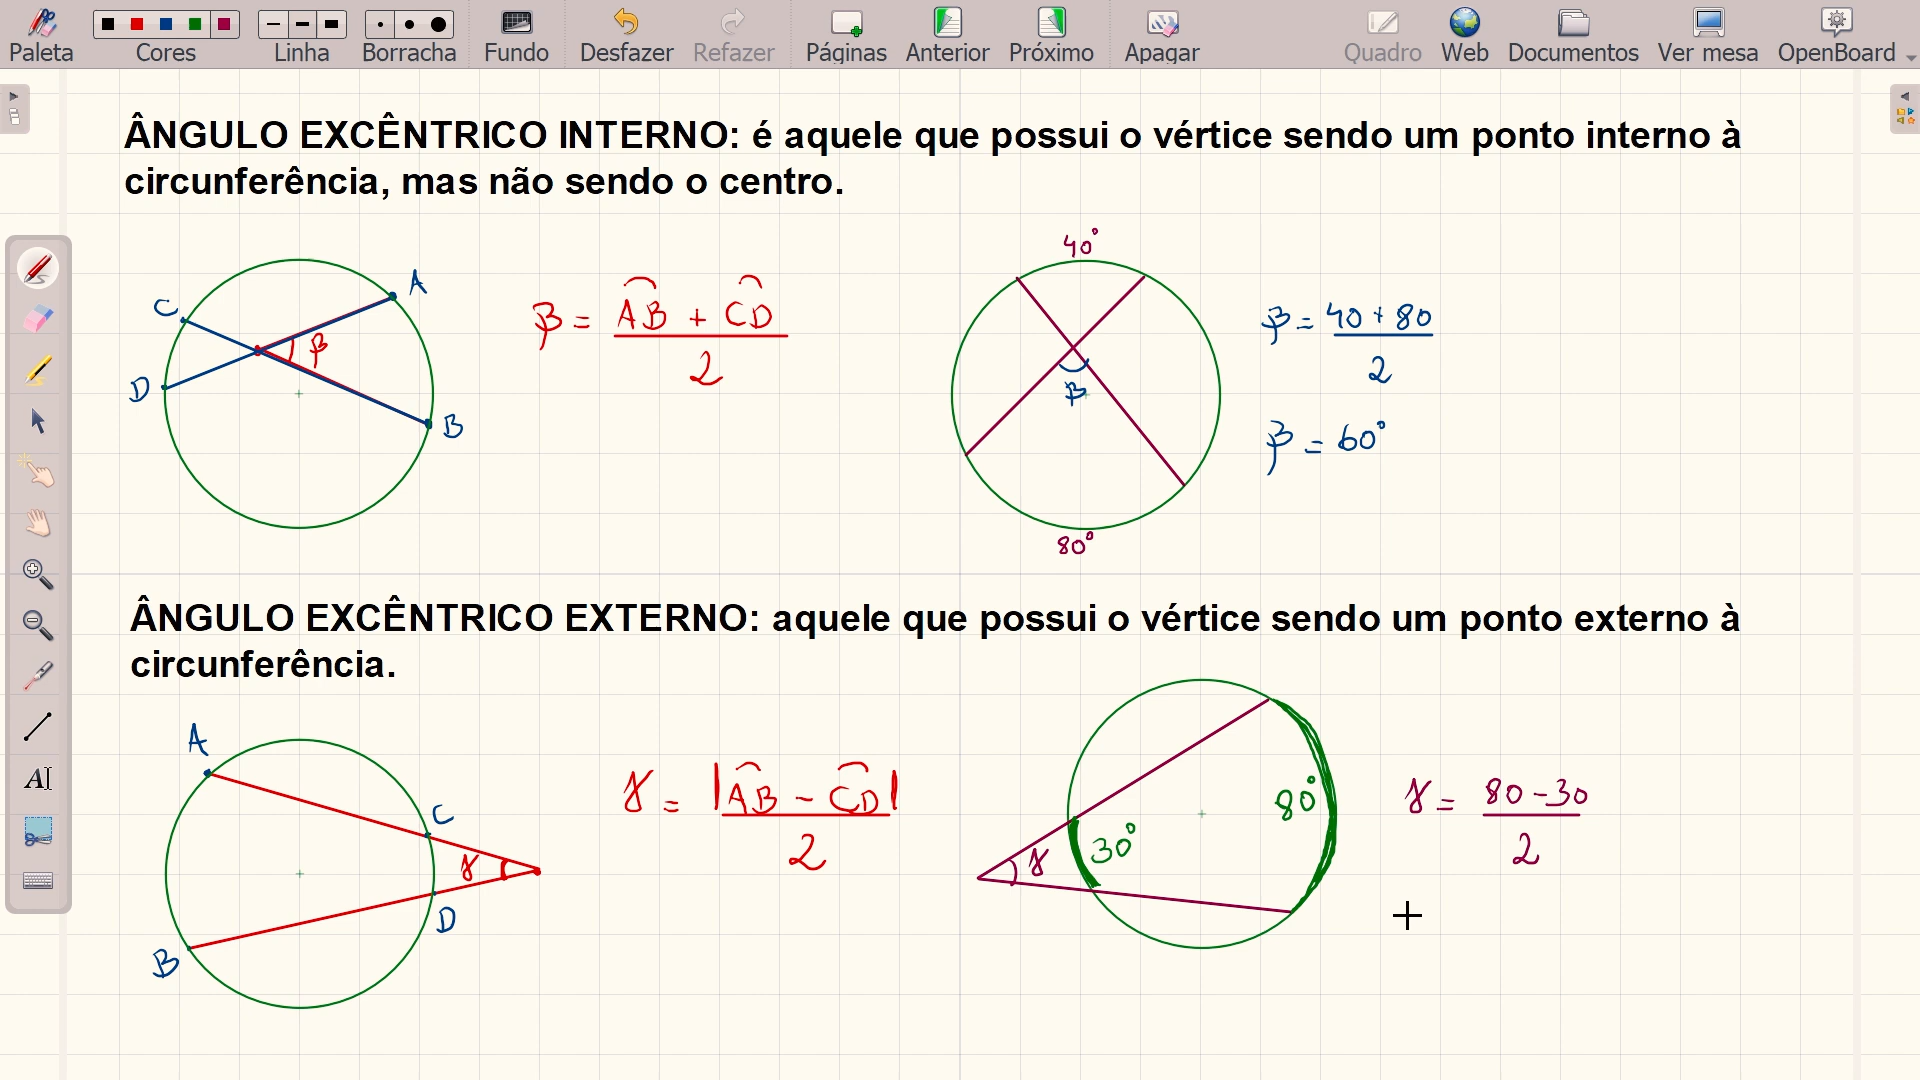 Paleta Cores Linha Borracha Fundo Desfazer Refazer Páginas Anterior Próximo Apagar Quadro Web Documentos Ver mesa OpenBoard
ÂNGULO EXCÊNTRICO INTERNO: é aquele que possui o vértice sendo um ponto interno à
circunferência, mas não sendo o centro.
C A
D β B
β = (AB + CD)/2
40°
β
80°
β = (40 + 80)/2
β = 60°
ÂNGULO EXCÊNTRICO EXTERNO: aquele que possui o vértice sendo um ponto externo à
circunferência.
A
C
γ
D
B
γ = |AB - CD|/2
80°
30°
γ
γ = (80 - 30)/2
AI